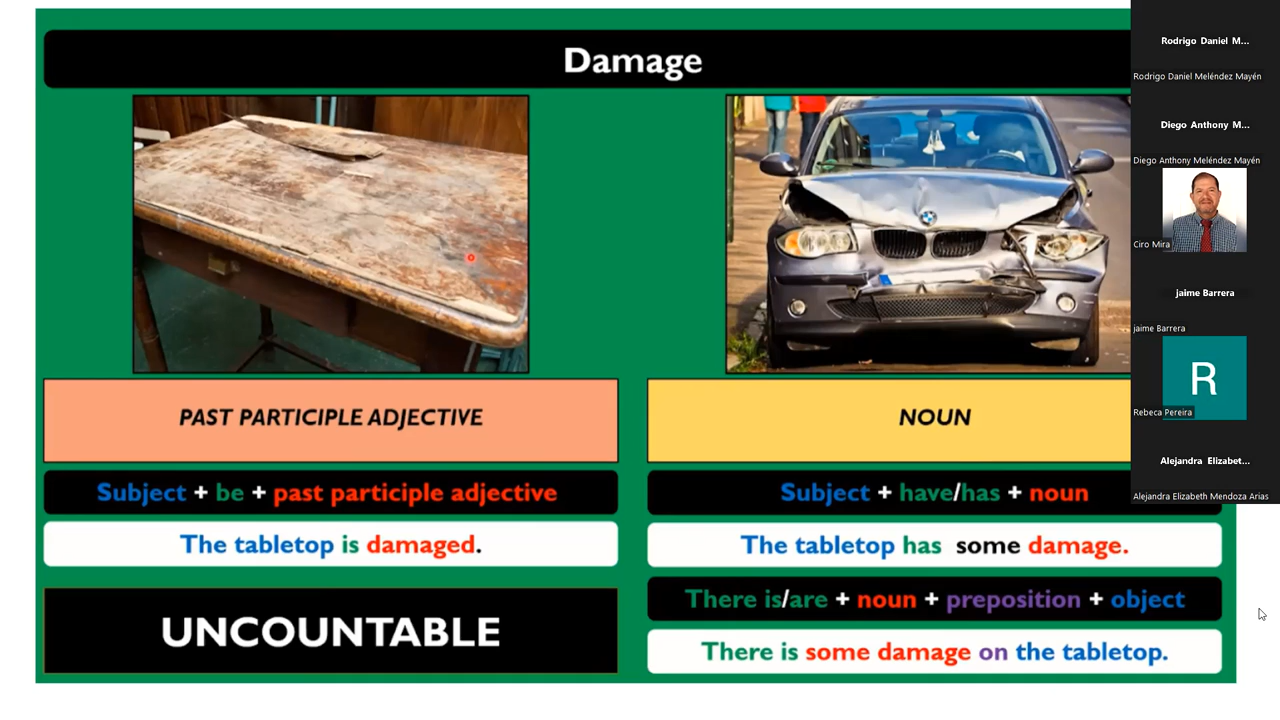 Damage
PAST PARTICIPLE ADJECTIVE
Subject + be + past participle adjective
The tabletop is damaged.
UNCOUNTABLE
NOUN
Subject + have/has + noun
The tabletop has some damage.
There is/are + noun + preposition + object
There is some damage on the tabletop.
Rodrigo Daniel M...
Rodrigo Daniel Meléndez Mayén
Diego Anthony M...
Diego Anthony Meléndez Mayén
Ciro Mira
jaime Barrera
jaime Barrera
R
Rebeca Pereira
Alejandra Elizabet...
Alejandra Elizabeth Mendoza Arias